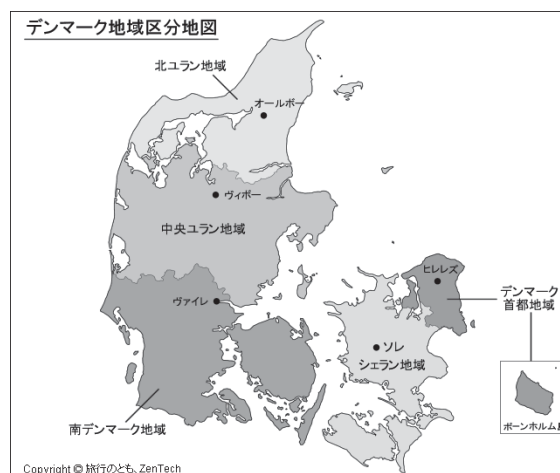 デンマーク地域区分地図
北ユラン地域
オールボー
ヴィボー
中央ユラン地域
ヒレレズ
デンマーク
首都地域
ヴァイレ
ソレ
シェラン地域
南デンマーク地域
ボーンホルム島
Copyright © 旅行のとも、ZenTech